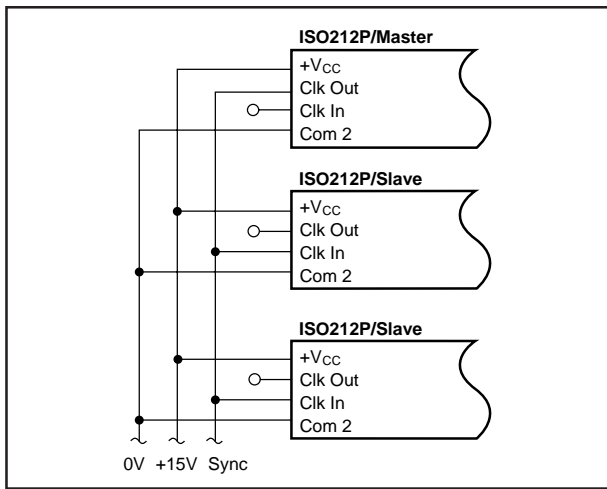 ISO212P/Master
+VCC
Clk Out
Clk In
Com 2
ISO212P/Slave
+VCC
Clk Out
Clk In
Com 2
ISO212P/Slave
+VCC
Clk Out
Clk In
Com 2
0V +15V Sync